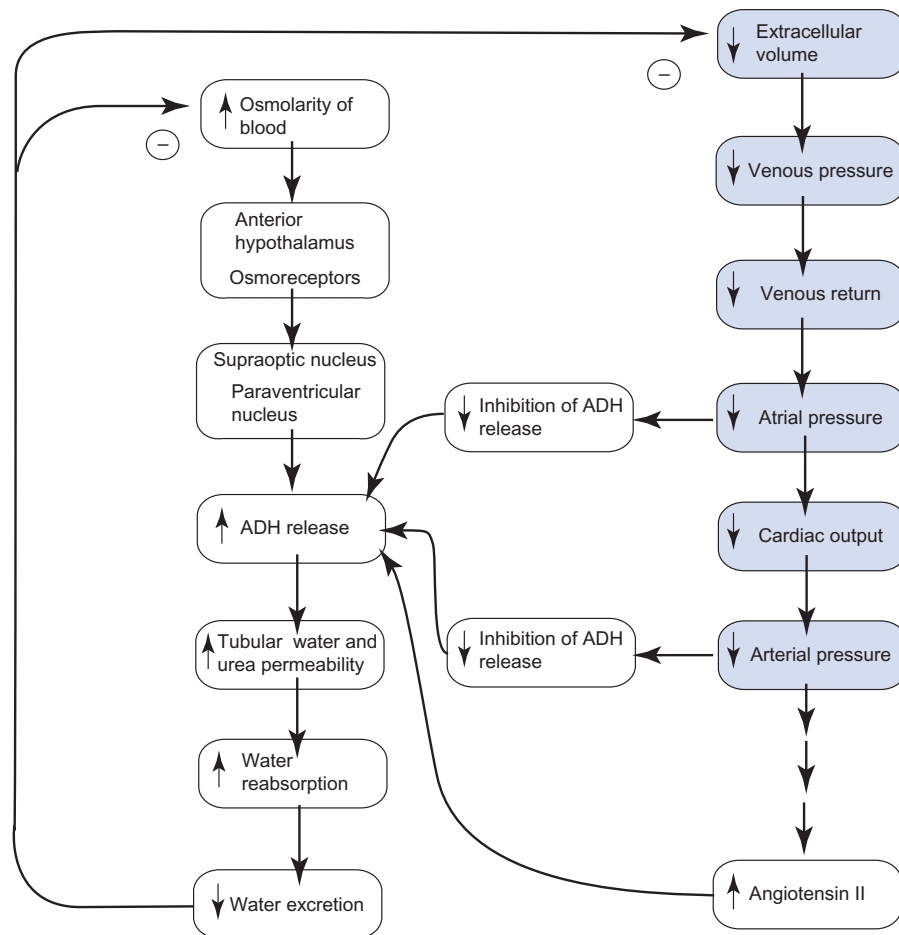 ↓ Extracellular
volume
−
↑ Osmolarity of
blood
−
↓ Venous pressure
Anterior
hypothalamus
Osmoreceptors
↓ Venous return
Supraoptic nucleus
Paraventricular
nucleus
↓ Inhibition of ADH
release
↓ Atrial pressure
↑ ADH release
↓ Cardiac output
↑ Tubular water and
urea permeability
↓ Inhibition of ADH
release
↓ Arterial pressure
↑ Water
reabsorption
↓ Water excretion
↑ Angiotensin II